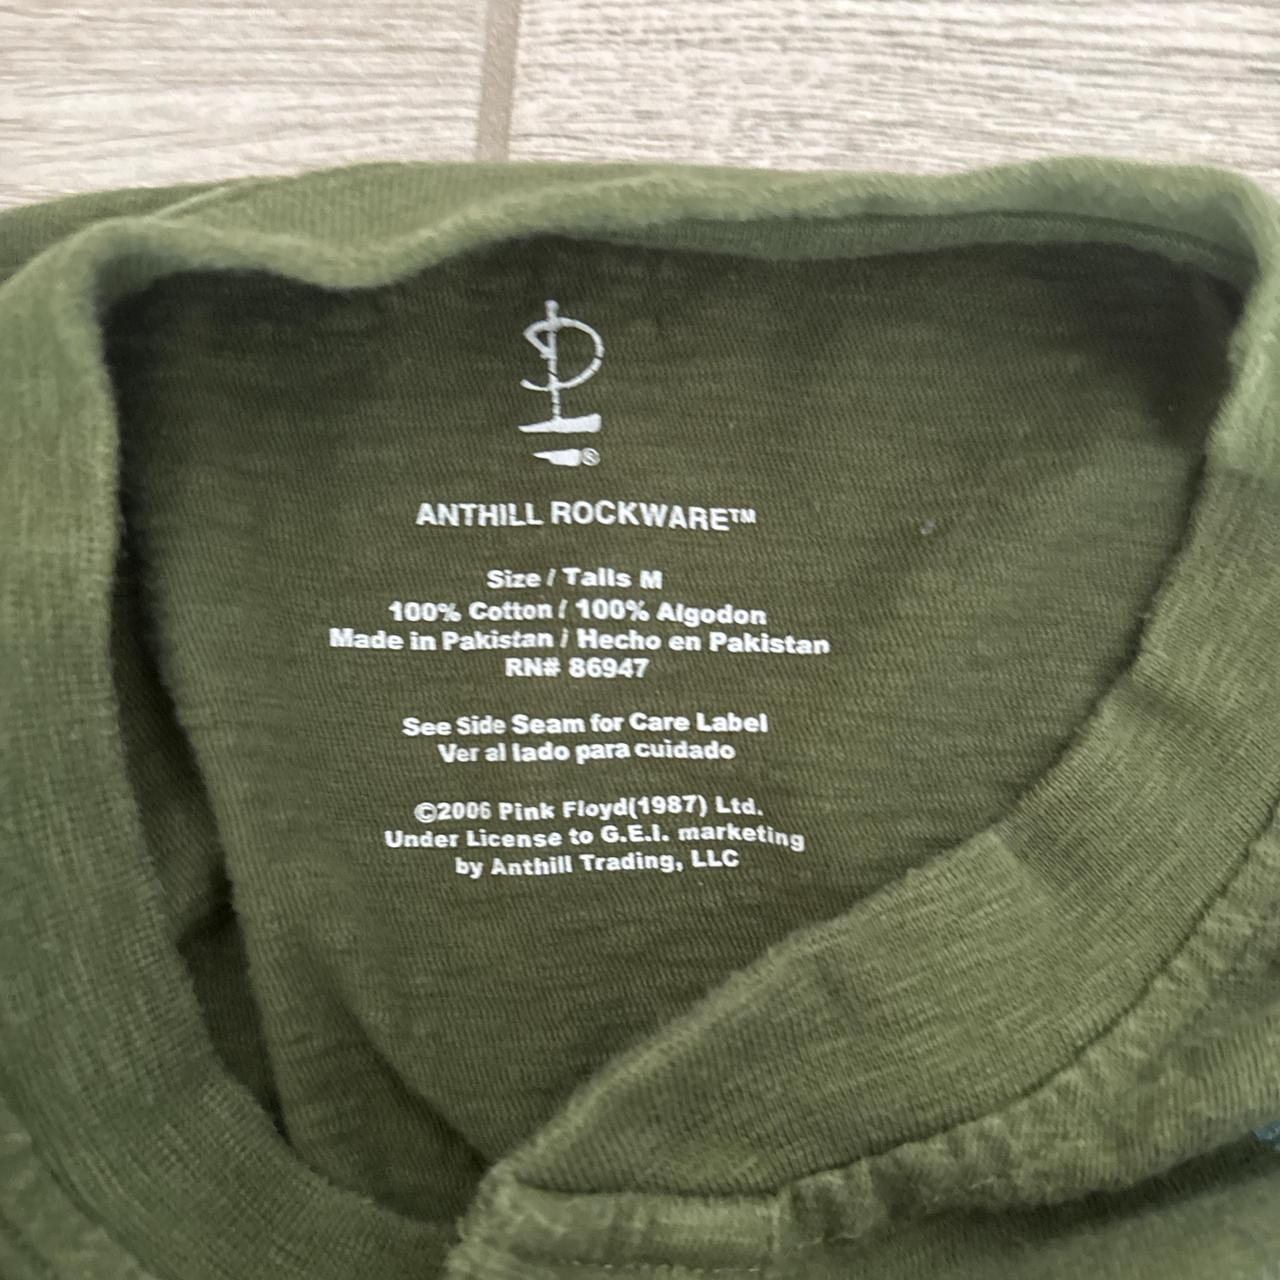 ANTHILL ROCKWARE™
Size / Talls M
100% Cotton / 100% Algodon
Made in Pakistan / Hecho en Pakistan
RN# 86947
See Side Seam for Care Label
Ver al lado para cuidado
©2006 Pink Floyd(1987) Ltd.
Under License to G.E.I. marketing
by Anthill Trading, LLC